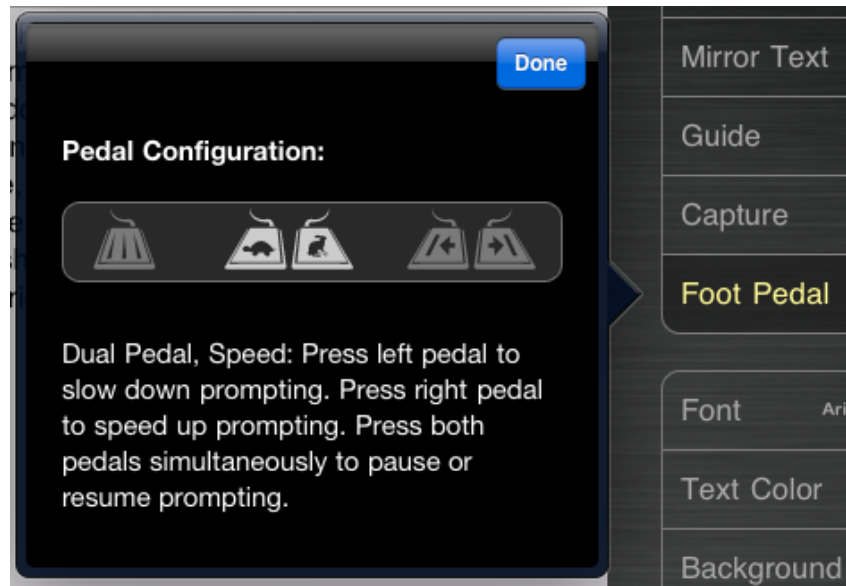 Done
Pedal Configuration:
Dual Pedal, Speed: Press left pedal to
slow down prompting. Press right pedal
to speed up prompting. Press both
pedals simultaneously to pause or
resume prompting.
Mirror Text
Guide
Capture
Foot Pedal
Font Ari
Text Color
Background